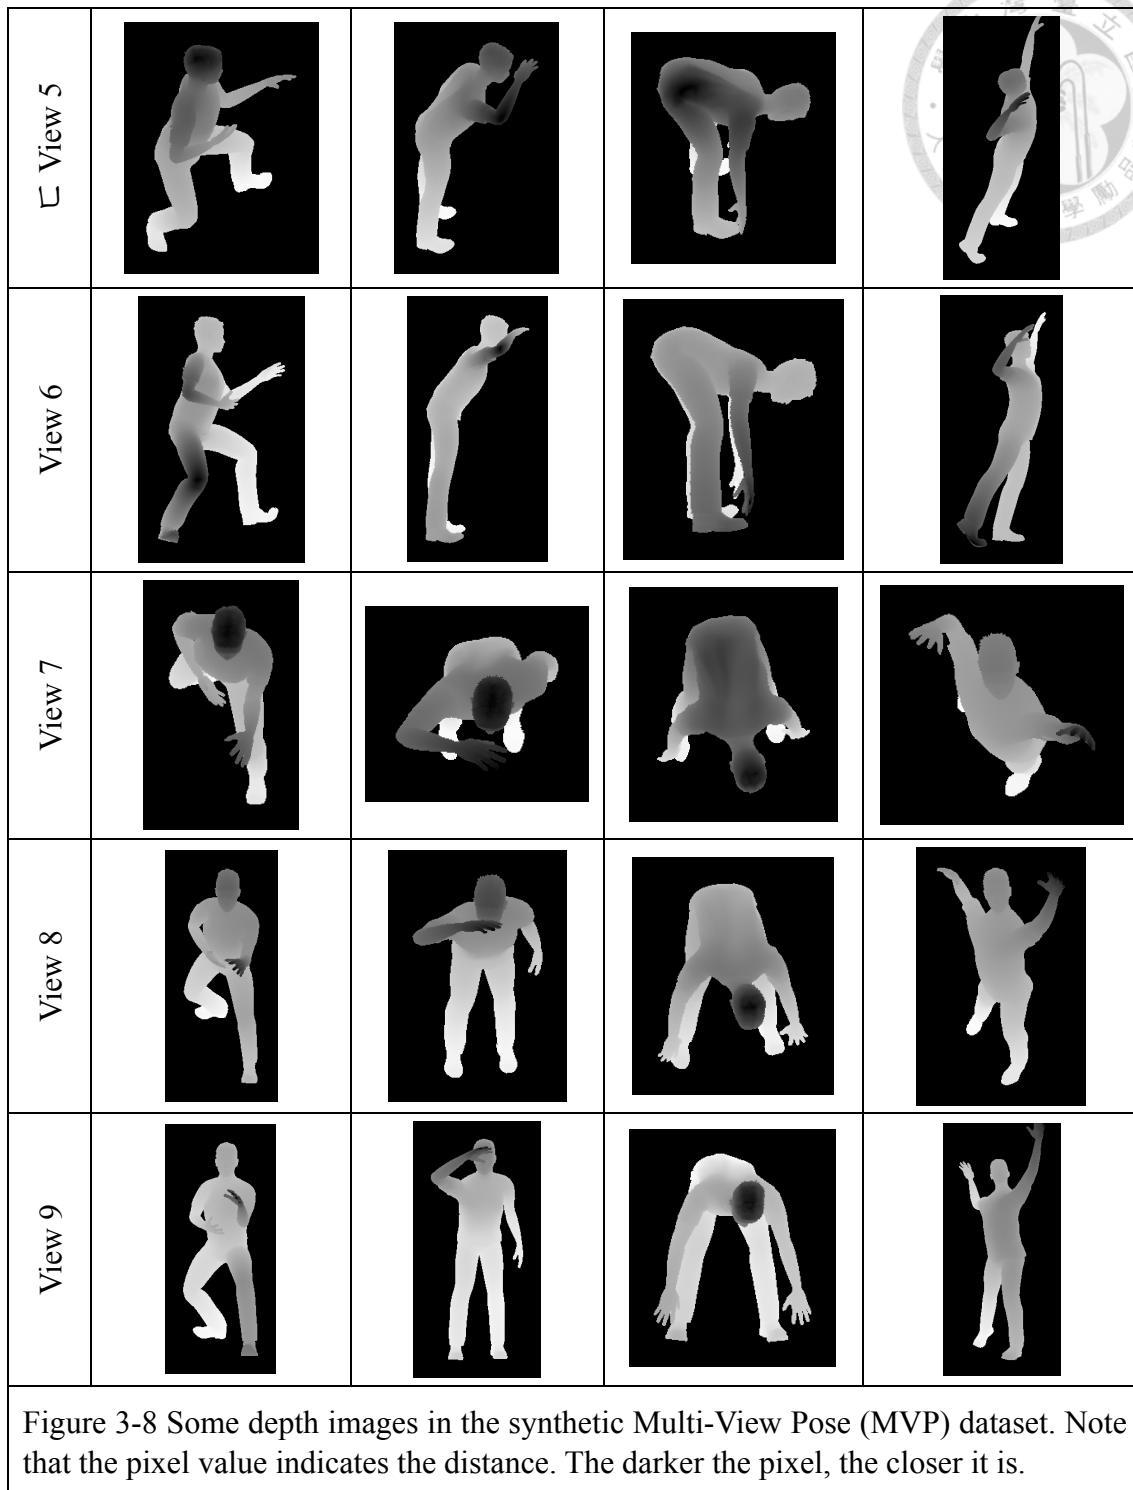 ㄈ View 5
View 6
View 7
View 8
View 9
Figure 3-8 Some depth images in the synthetic Multi-View Pose (MVP) dataset. Note
that the pixel value indicates the distance. The darker the pixel, the closer it is.